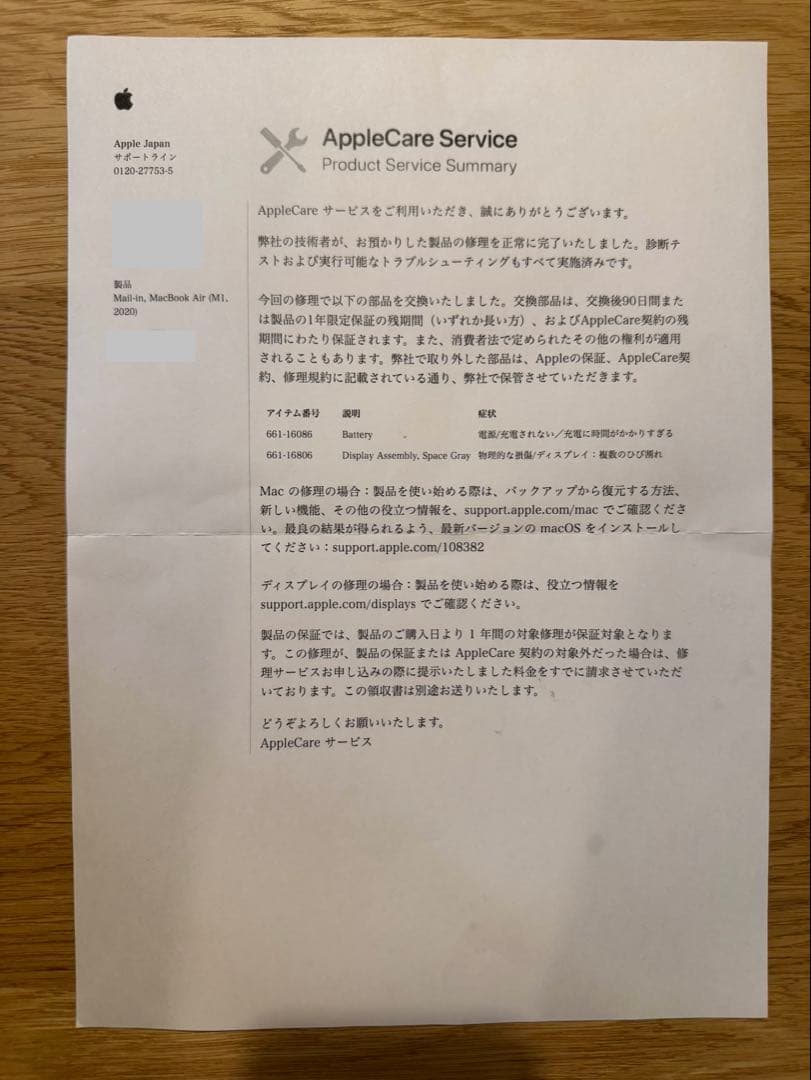 Apple Japan
サポートライン
0120-27753-5
製品
Mail-in, MacBook Air (M1,
2020)
AppleCare Service
Product Service Summary
AppleCare サービスをご利用いただき、誠にありがとうございます。
弊社の技術者が、お預かりした製品の修理を正常に完了いたしました。診断テ
ストおよび実行可能なトラブルシューティングもすべて実施済みです。
今回の修理で以下の部品を交換いたしました。交換部品は、交換後90日間また
は製品の1年限定保証の残期間（いずれか長い方）、およびAppleCare契約の残
期間にわたり保証されます。また、消費者法で定められたその他の権利が適用
されることもあります。弊社で取り外した部品は、Appleの保証、AppleCare契
約、修理規約に記載されている通り、弊社で保管させていただきます。
アイテム番号 説明 症状
661-16086 Battery 電源/充電されない／充電に時間がかかりすぎる
661-16806 Display Assembly, Space Gray 物理的な損傷/ディスプレイ：複数のひび割れ
Mac の修理の場合：製品を使い始める際は、バックアップから復元する方法、
新しい機能、その他の役立つ情報を、support.apple.com/mac でご確認くださ
い。最良の結果が得られるよう、最新バージョンの macOS をインストールし
てください：support.apple.com/108382
ディスプレイの修理の場合：製品を使い始める際は、役立つ情報を
support.apple.com/displays でご確認ください。
製品の保証では、製品のご購入日より 1 年間の対象修理が保証対象となりま
す。この修理が、製品の保証または AppleCare 契約の対象外だった場合は、修
理サービスお申し込みの際に提示いたしました料金をすでに請求させていただ
いております。この領収書は別途お送りいたします。
どうぞよろしくお願いいたします。
AppleCare サービス